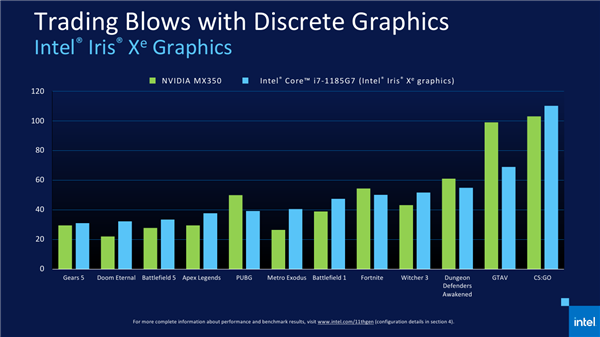 Trading Blows with Discrete Graphics
Intel® Iris® Xe Graphics
NVIDIA MX350 Intel® Core™ i7-1185G7 (Intel® Iris® Xe graphics)
120
100
80
60
40
20
0
Gears 5 Doom Eternal Battlefield 5 Apex Legends PUBG Metro Exodus Battlefield 1 Fortnite Witcher 3 Dungeon Defenders Awakened GTAV CS:GO
For more complete information about performance and benchmark results, visit www.intel.com/11thgen (configuration details in section 4).
intel